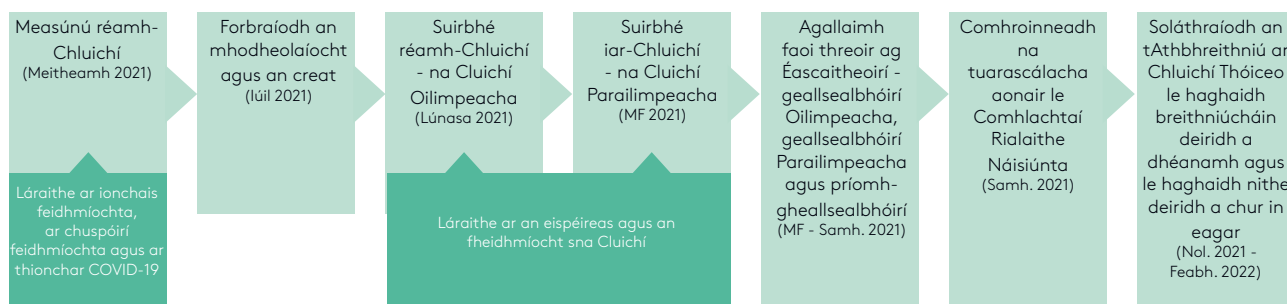 Measúnú réamh-
Chluichí
(Meitheamh 2021)
Láraithe ar ionchais
feidhmíochta,
ar chuspóirí
feidhmíochta agus ar
thionchar COVID-19
Forbraíodh an
mhodheolaíocht
agus an creat
(Iúil 2021)
Suirbhé
réamh-Chluichí
- na Cluichí
Oilimpeacha
(Lúnasa 2021)
Suirbhé
iar-Chluichí
- na Cluichí
Parailimpeacha
(MF 2021)
Láraithe ar an eispéireas agus an
fheidhmíocht sna Cluichí
Agallaimh
faoi threoir ag
Éascaitheoirí -
geallsealbhóirí
Oilimpeacha,
geallsealbhóirí
Parailimpeacha
agus príomh-
gheallsealbhóirí
(MF - Samh. 2021)
Comhroinneadh
na
tuarascálacha
aonair le
Comhlachtaí
Rialaithe
Náisiúnta
(Samh. 2021)
Soláthraíodh an
tAthbhreithniú ar
Chluichí Thóiceo
le haghaidh
breithniúcháin
deiridh a
dhéanamh agus
le haghaidh nithe
deiridh a chur in
eagar
(Nol. 2021 -
Feabh. 2022)